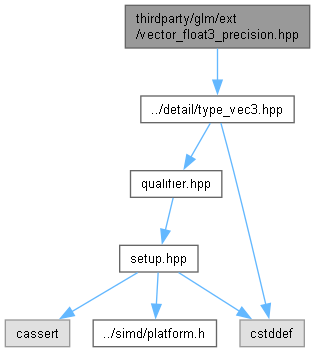 thirdparty/glm/ext
/vector_float3_precision.hpp
../detail/type_vec3.hpp
qualifier.hpp
setup.hpp
cassert
../simd/platform.h
cstddef